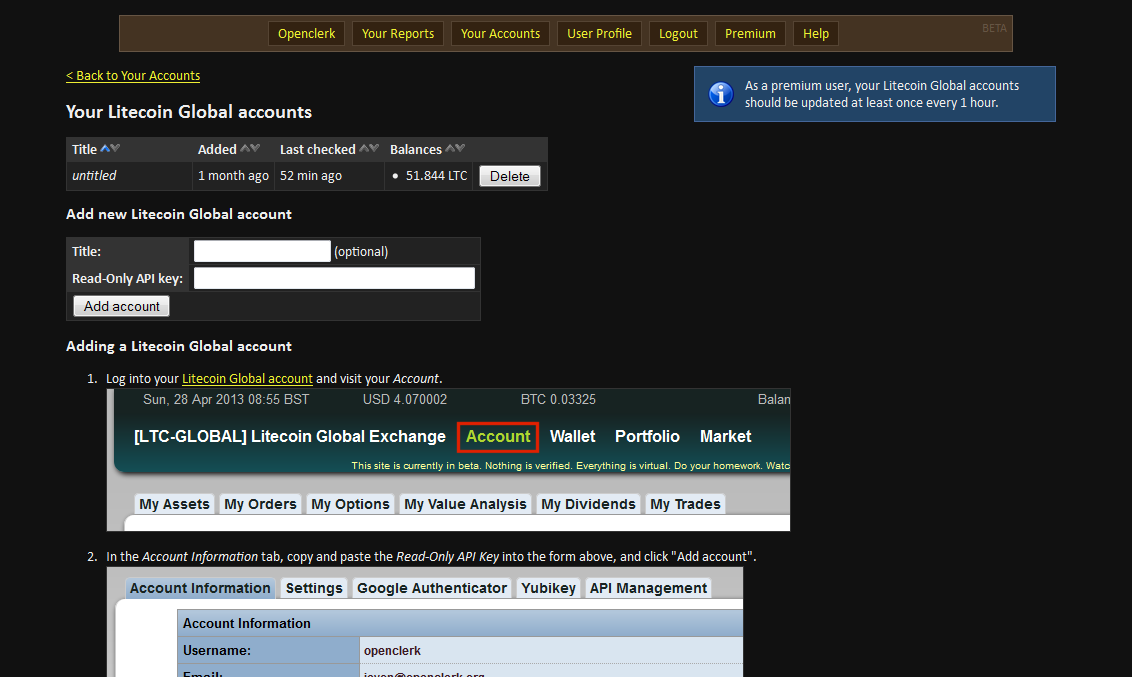 Openclerk Your Reports Your Accounts User Profile Logout Premium Help BETA
< Back to Your Accounts
As a premium user, your Litecoin Global accounts
should be updated at least once every 1 hour.
Your Litecoin Global accounts
Title Added Last checked Balances
untitled 1 month ago 52 min ago • 51.844 LTC Delete
Add new Litecoin Global account
Title: (optional)
Read-Only API key:
Add account
Adding a Litecoin Global account
1. Log into your Litecoin Global account and visit your Account.
Sun, 28 Apr 2013 08:55 BST USD 4.070002 BTC 0.03325 Balan
[LTC-GLOBAL] Litecoin Global Exchange Account Wallet Portfolio Market
This site is currently in beta. Nothing is verified. Everything is virtual. Do your homework. Watc
My Assets My Orders My Options My Value Analysis My Dividends My Trades
2. In the Account Information tab, copy and paste the Read-Only API Key into the form above, and click "Add account".
Account Information Settings Google Authenticator Yubikey API Management
Account Information
Username: openclerk
Email: